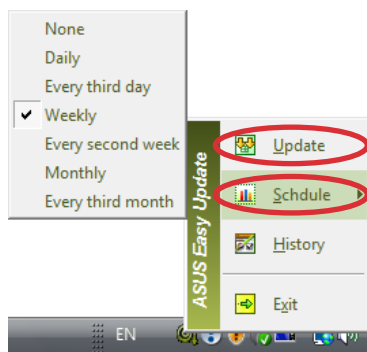 None
Daily
Every third day
Weekly
Every second week
Monthly
Every third month
ASUS Easy Update
Update
Schdule
History
Exit
EN